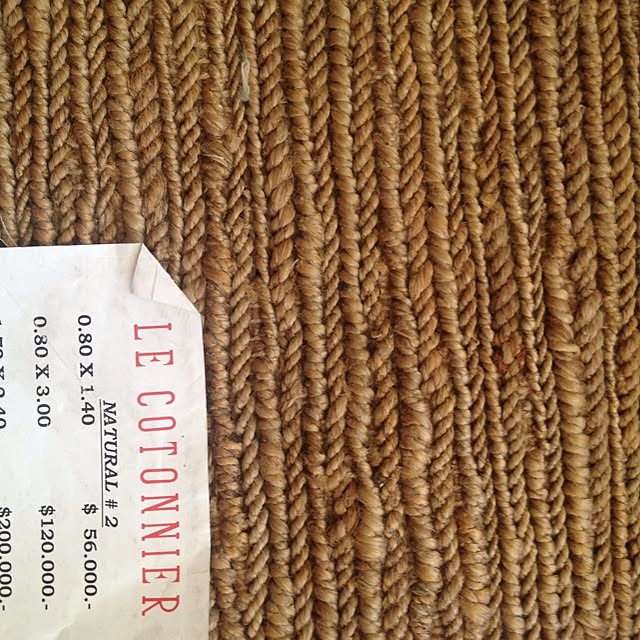 LE COTONNIER
NATURAL # 2
0.80 X 1.40 $ 56.000.-
0.80 X 3.00 $120.000.-
$200.000.-